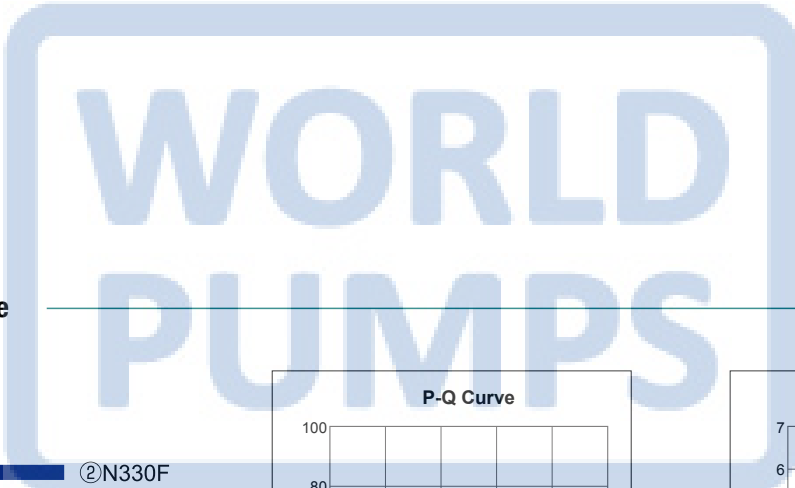 WORLD
PUMPS
e
P-Q Curve
100
7
6
②N330F
80